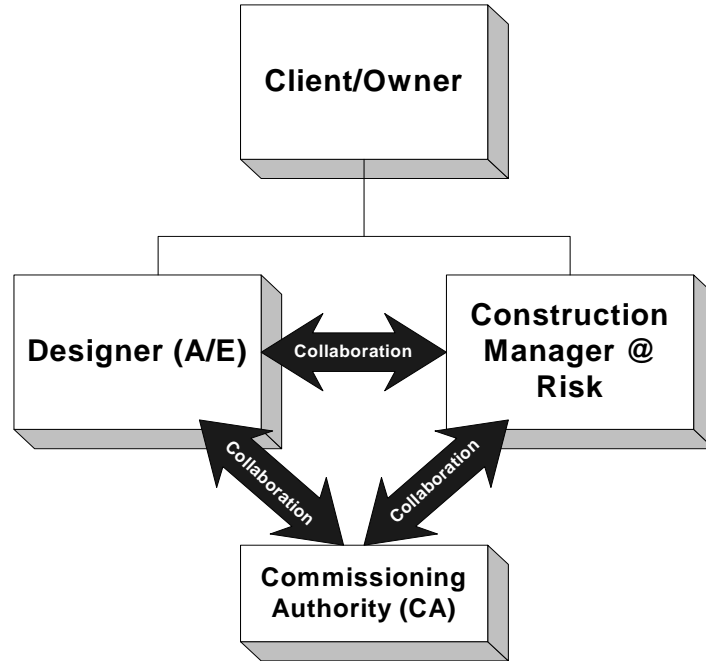 Client/Owner
Designer (A/E)
Collaboration
Construction
Manager @
Risk
Collaboration
Collaboration
Commissioning
Authority (CA)